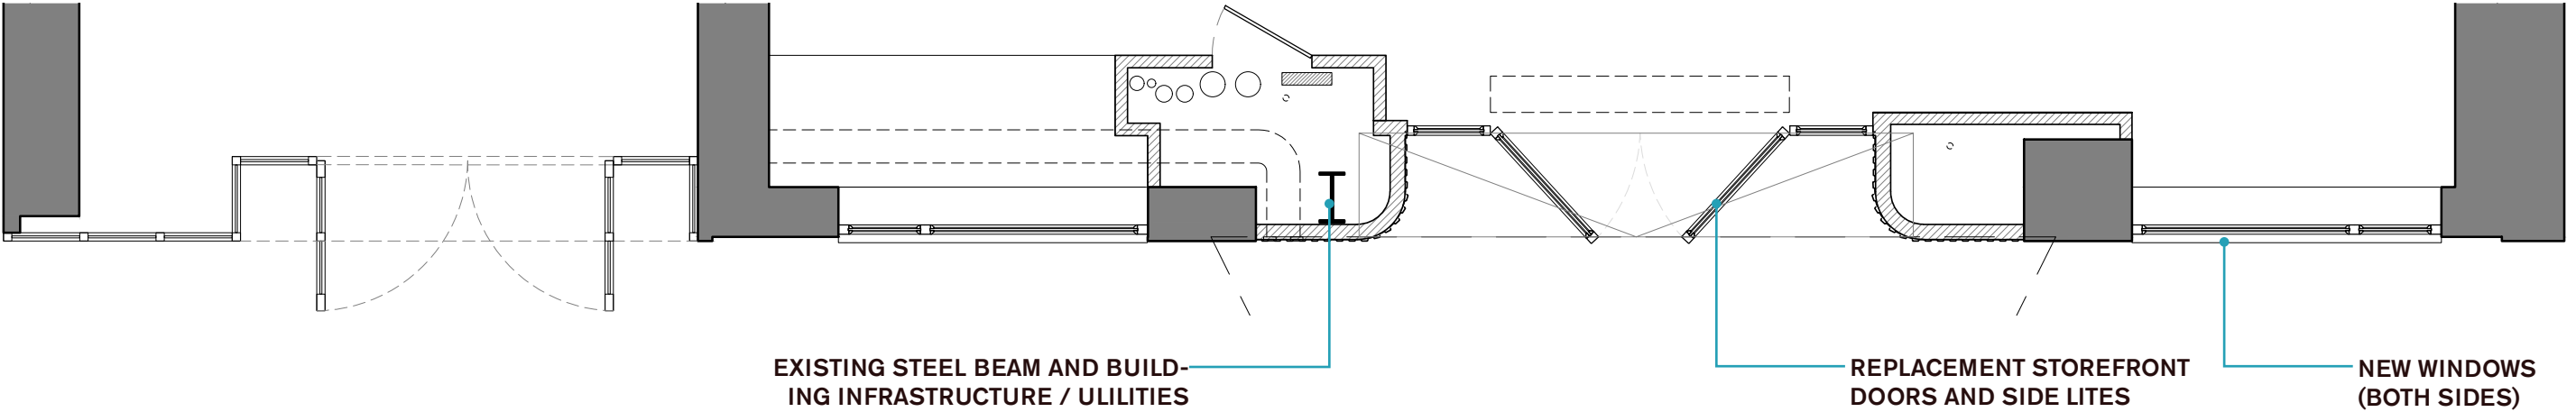 EXISTING STEEL BEAM AND BUILD-
ING INFRASTRUCTURE / ULILITIES
REPLACEMENT STOREFRONT
DOORS AND SIDE LITES
NEW WINDOWS
(BOTH SIDES)